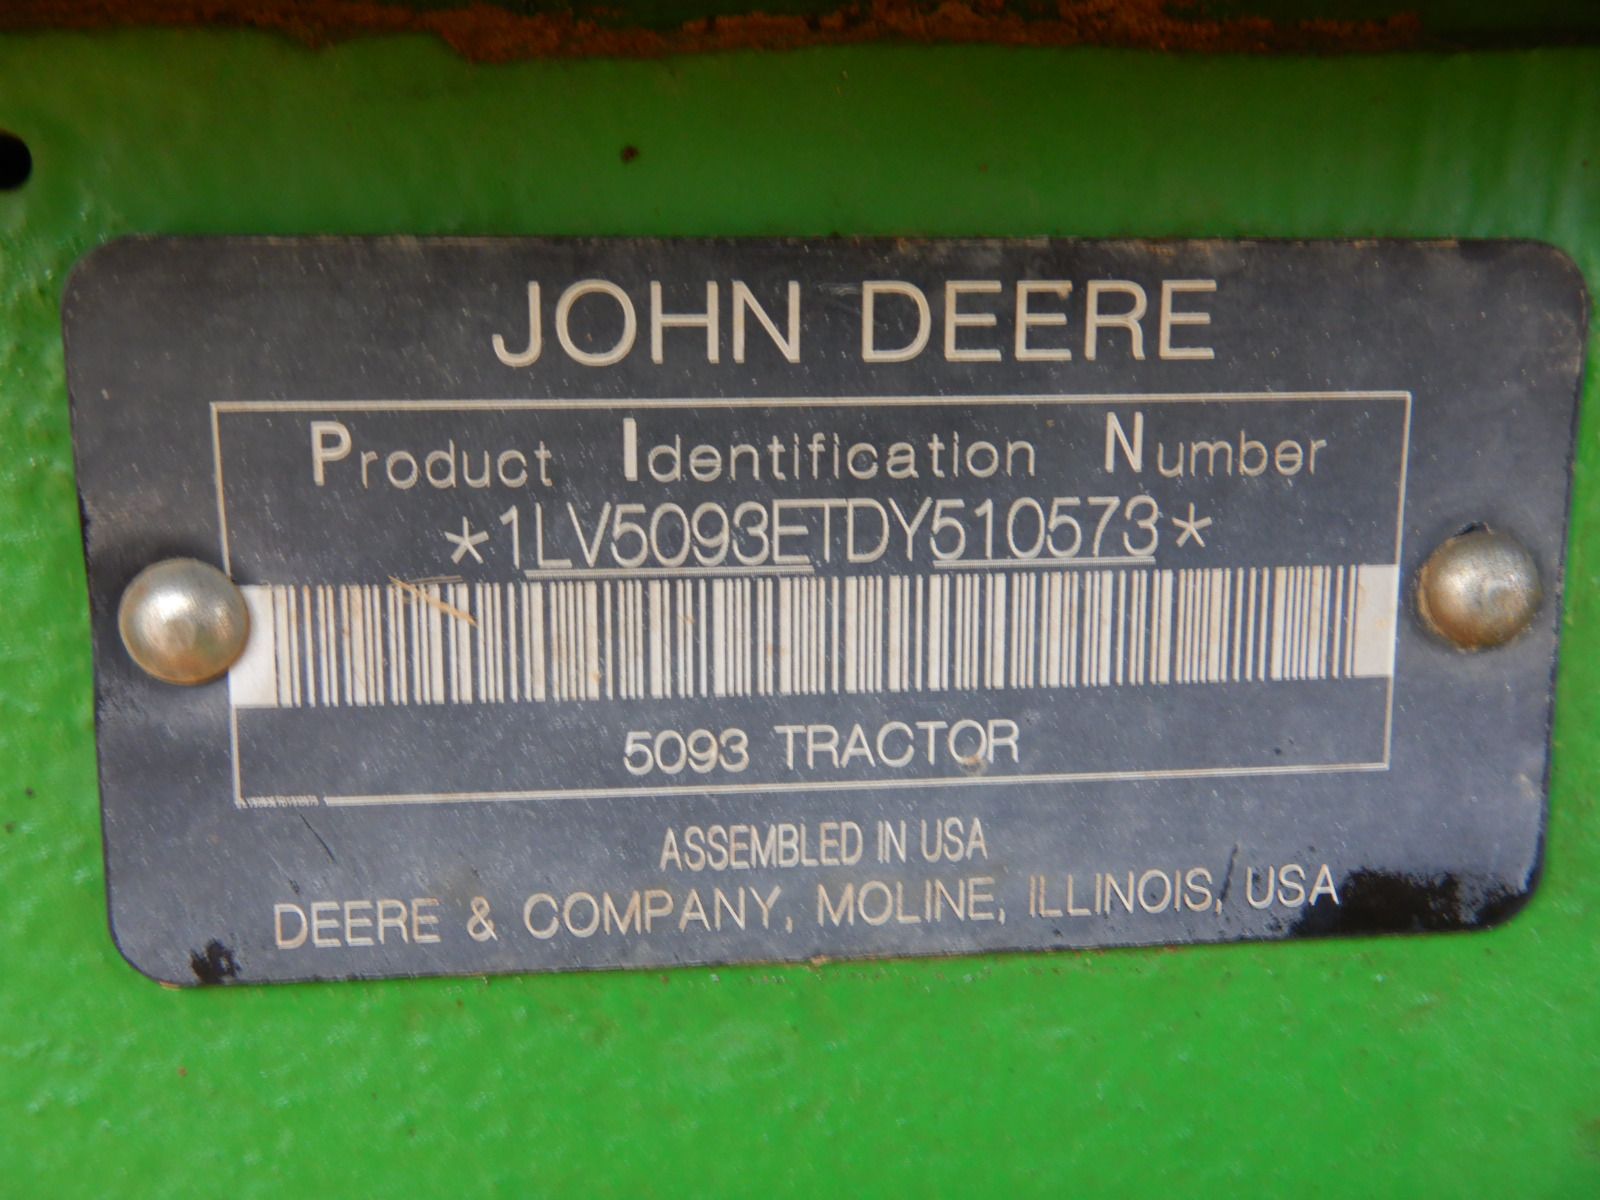 JOHN DEERE
Product Identification Number
*1LV5093ETDY510573*
5093 TRACTOR
ASSEMBLED IN USA
DEERE & COMPANY, MOLINE, ILLINOIS, USA